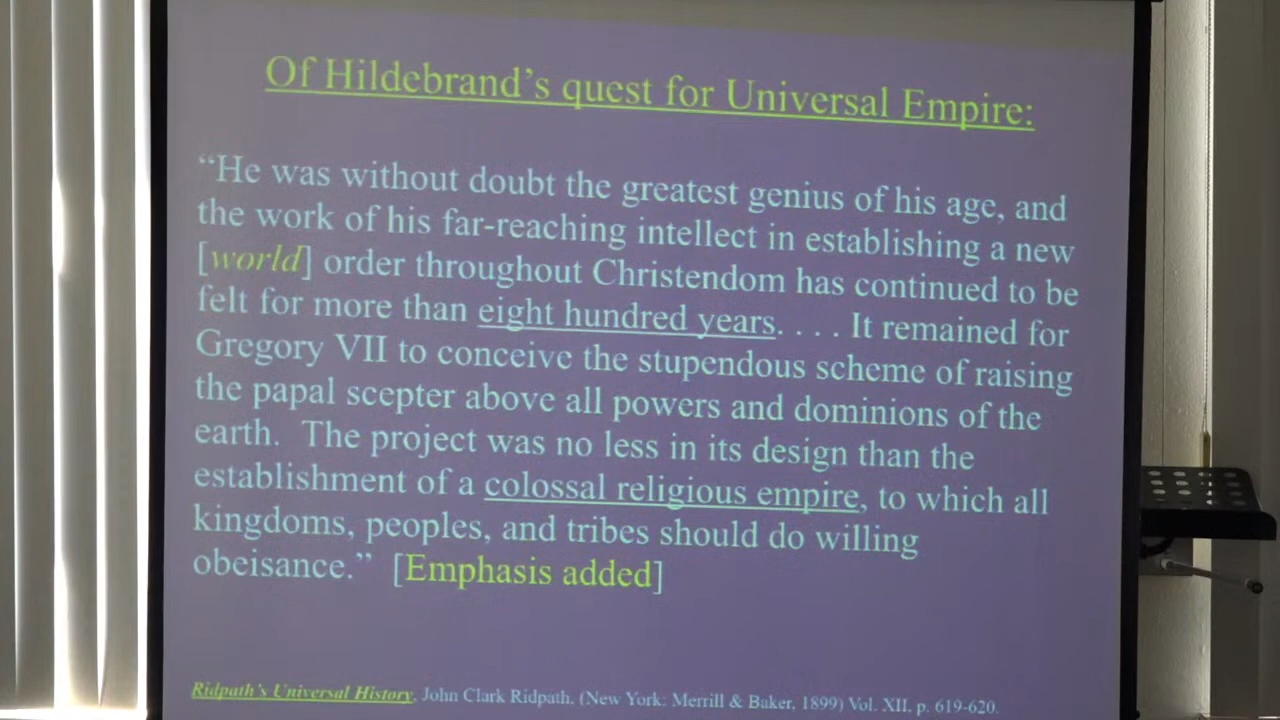 Of Hildebrand's quest for Universal Empire:
“He was without doubt the greatest genius of his age, and
the work of his far-reaching intellect in establishing a new
[world] order throughout Christendom has continued to be
felt for more than eight hundred years. . . . It remained for
Gregory VII to conceive the stupendous scheme of raising
the papal scepter above all powers and dominions of the
earth. The project was no less in its design than the
establishment of a colossal religious empire, to which all
kingdoms, peoples, and tribes should do willing
obeisance.” [Emphasis added]
Ridpath's Universal History, John Clark Ridpath, (New York: Merrill & Baker, 1899) Vol. XII, p. 619-620.